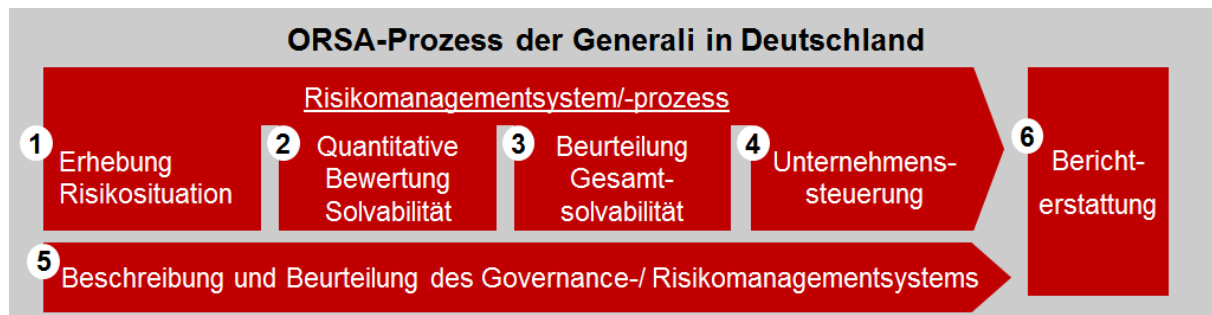 ORSA-Prozess der Generali in Deutschland
Risikomanagementsystem/-prozess
1
Erhebung
Risikosituation
2
Quantitative
Bewertung
Solvabilität
3
Beurteilung
Gesamt-
solvabilität
4
Unternehmens-
steuerung
5
Beschreibung und Beurteilung des Governance-/ Risikomanagementsystems
6
Bericht-
erstattung